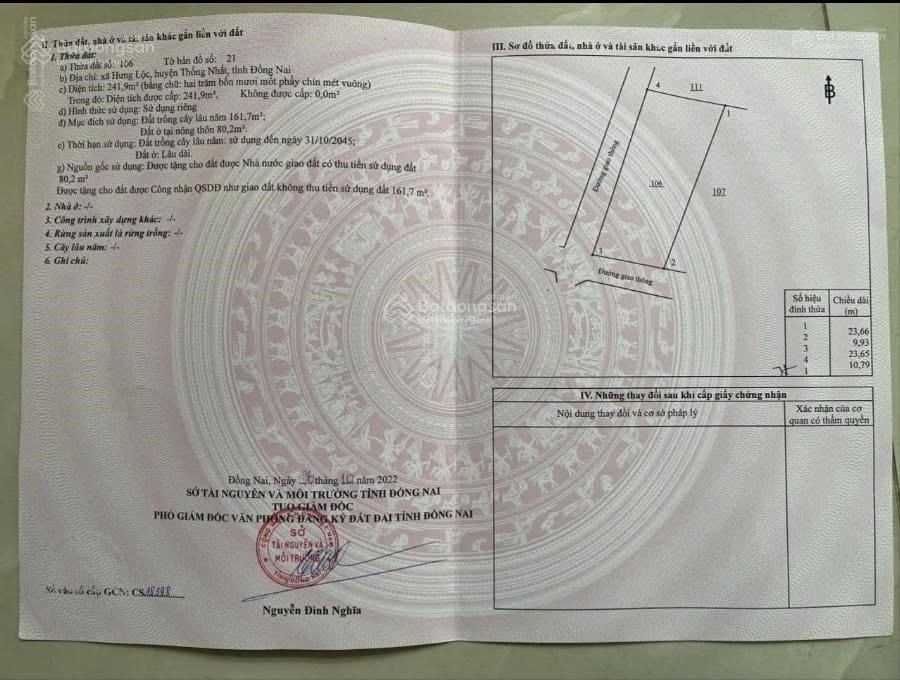 II. Thửa đất, nhà ở và tài sản khác gắn liền với đất
1. Thửa đất:
a) Thửa đất số: 106 Tờ bản đồ số: 21
b) Địa chỉ: xã Hưng Lộc, huyện Thống Nhất, tỉnh Đồng Nai
c) Diện tích: 241,9m² (bằng chữ: hai trăm bốn mươi mốt phẩy chín mét vuông)
Trong đó: Diện tích được cấp: 241,9m², Không được cấp: 0,0m²
d) Hình thức sử dụng: Sử dụng riêng
đ) Mục đích sử dụng: Đất trồng cây lâu năm 161,7m²;
Đất ở tại nông thôn 80,2m².
e) Thời hạn sử dụng: Đất trồng cây lâu năm: sử dụng đến ngày 31/10/2045;
Đất ở: Lâu dài.
g) Nguồn gốc sử dụng: Được tặng cho đất được Nhà nước giao đất có thu tiền sử dụng đất
80,2 m²
Được tặng cho đất được Công nhận QSDĐ như giao đất không thu tiền sử dụng đất 161,7 m².
2. Nhà ở: -/-
3. Công trình xây dựng khác: -/-
4. Rừng sản xuất là rừng trồng: -/-
5. Cây lâu năm: -/-
6. Ghi chú:
Batdongsan
Đồng Nai, Ngày 26 tháng 10 năm 2022
SỞ TÀI NGUYÊN VÀ MÔI TRƯỜNG TỈNH ĐỒNG NAI
TUQ.GIÁM ĐỐC
PHÓ GIÁM ĐỐC VĂN PHÒNG ĐĂNG KÝ ĐẤT ĐAI TỈNH ĐỒNG NAI
SỞ
TÀI NGUYÊN VÀ
MÔI TRƯỜNG
TỈNH ĐỒNG NAI
Nguyễn Đình Nghĩa
Số vào sổ cấp GCN: CS
III. Sơ đồ thửa đất, nhà ở và tài sản khác gắn liền với đất
B
4 111
1
Đường giao thông
106
107
3
2
Đường giao thông
Số hiệu đỉnh thửa Chiều dài (m)
1
23,66
2
9,93
3
23,65
4
10,79
1
IV. Những thay đổi sau khi cấp giấy chứng nhận
Nội dung thay đổi và cơ sở pháp lý
Xác nhận của cơ
quan có thẩm quyền